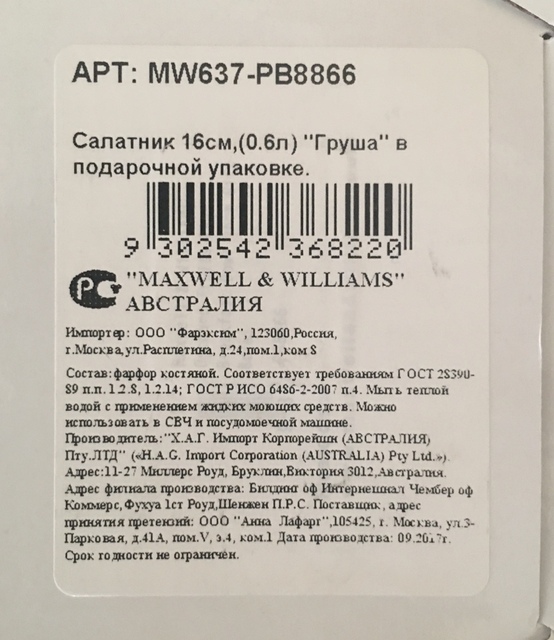 АРТ: MW637-PB8866
Салатник 16см,(0.6л) "Груша" в
подарочной упаковке.
9 302542 368220
"MAXWELL & WILLIAMS"
АВСТРАЛИЯ
Импортер: ООО "Фарэксим", 123060,Россия,
г.Москва,ул.Расплетина, д.24,пом.1,ком 8
Состав:фарфор костяной. Соответствует требованиям ГОСТ 28390-
89 п.п. 1.2.8, 1.2.14; ГОСТ Р ИСО 6486-2-2007 п.4. Мыть теплой
водой с применением жидких моющих средств. Можно
использовать в СВЧ и посудомоечной машине.
Производитель:"Х.А.Г. Импорт Корпорейшн (АВСТРАЛИЯ)
Пту.ЛТД" («H.A.G. Import Corporation (AUSTRALIA) Pty Ltd.»).
Адрес:11-27 Миллерс Роуд, Бруклин,Виктория 3012,Австралия.
Адрес филиала производства: Билдинг оф Интернешнал Чембер оф
Коммерс,Фухуа 1ст Роуд,Шенжен П.Р.С. Поставщик, адрес
принятия претензий: ООО "Анна Лафарг",105425, г. Москва, ул.3-
Парковая, д.41А, пом.V, э.4, ком.1 Дата производства: 09.2017г.
Срок годности не ограничен.